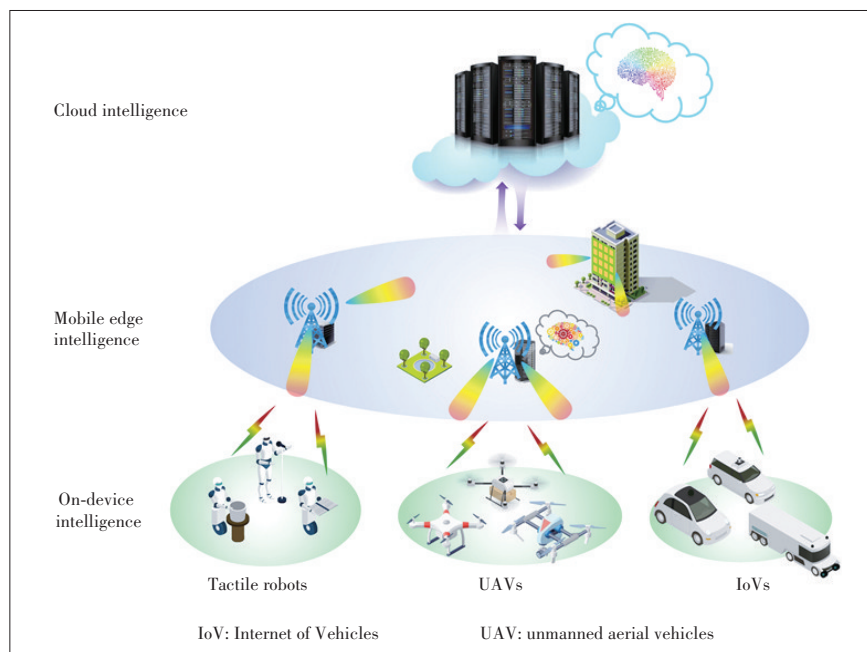 Cloud intelligence
Mobile edge
intelligence
On-device
intelligence
Tactile robots
UAVs
IoVs
IoV: Internet of Vehicles
UAV: unmanned aerial vehicles